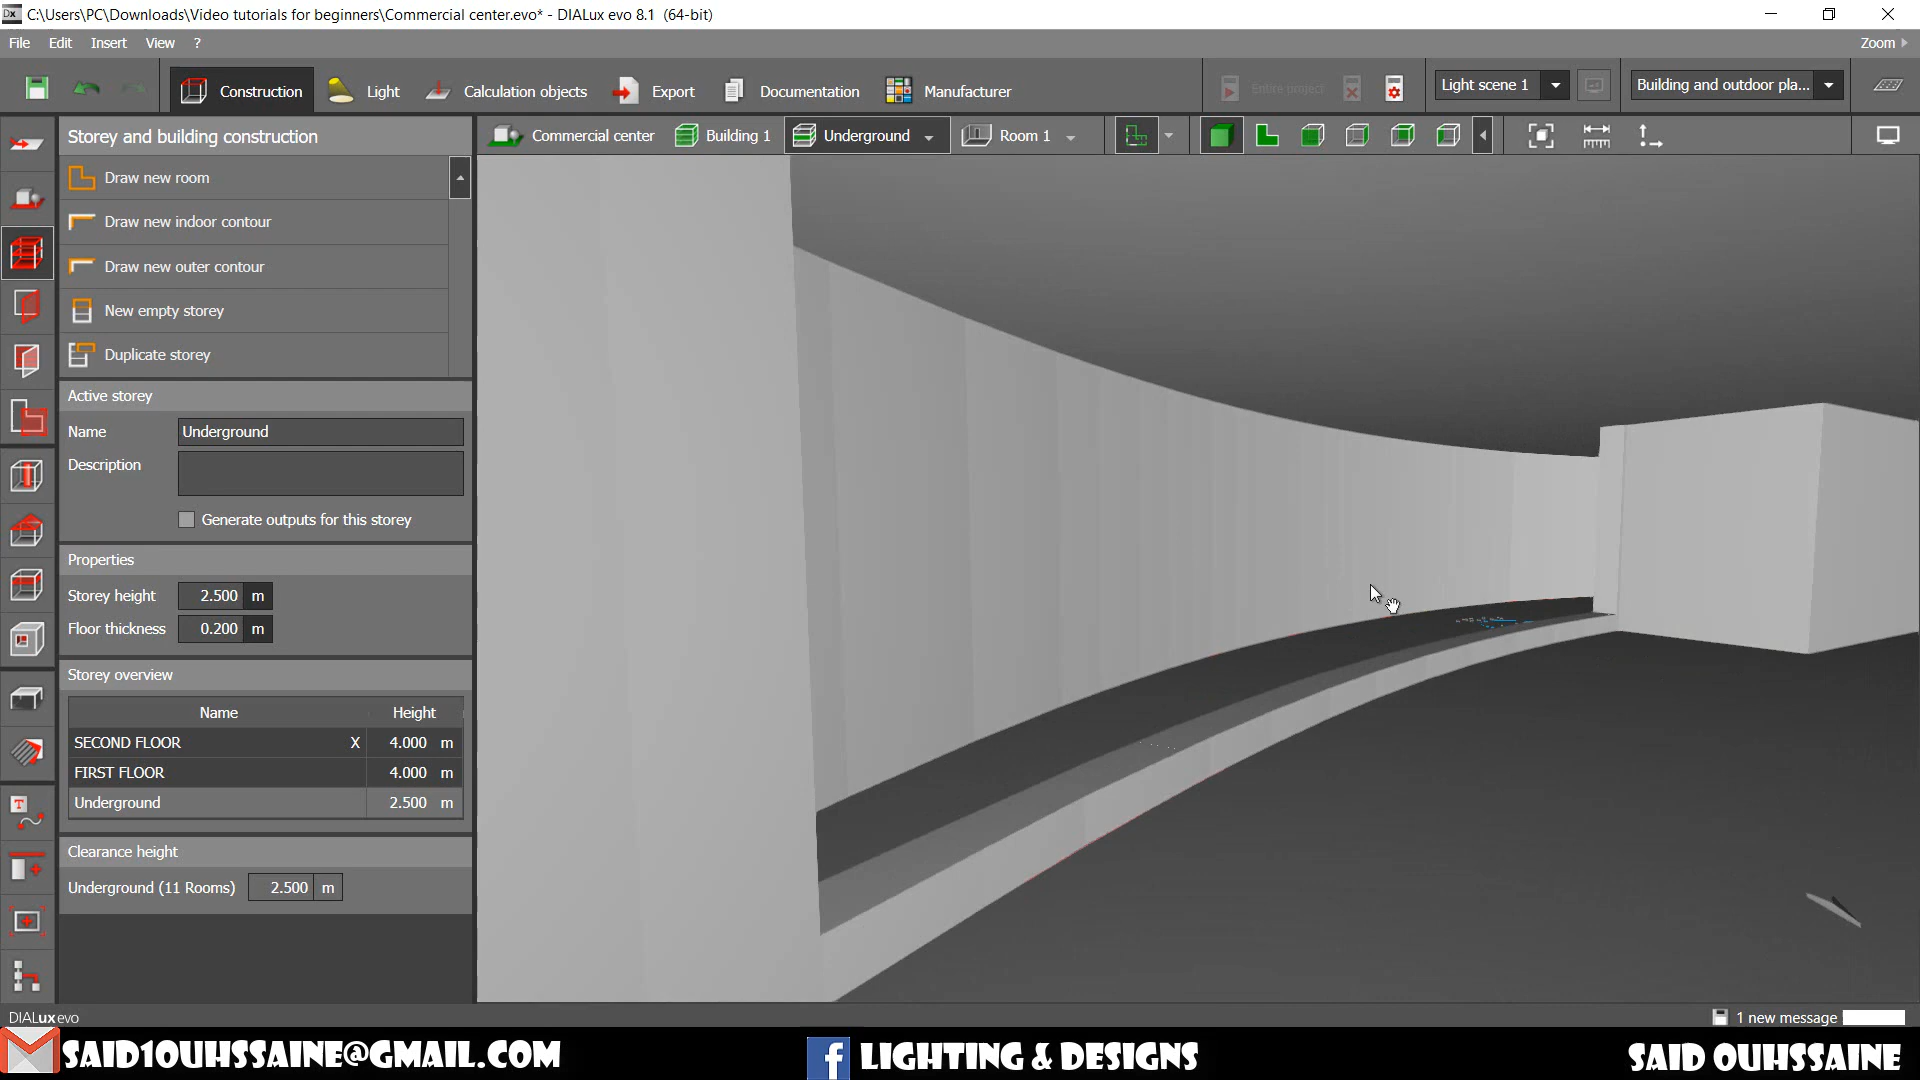 Dx C:\Users\PC\Downloads\Video tutorials for beginners\Commercial center.evo* - DIALux evo 8.1  (64-bit)
File Edit Insert View ? Zoom
Construction Light Calculation objects Export Documentation Manufacturer Entire project Light scene 1 Building and outdoor pla...
Storey and building construction
Commercial center Building 1 Underground Room 1
Draw new room
Draw new indoor contour
Draw new outer contour
New empty storey
Duplicate storey
Active storey
Name Underground
Description
Generate outputs for this storey
Properties
Storey height 2.500 m
Floor thickness 0.200 m
Storey overview
Name Height
SECOND FLOOR X 4.000 m
FIRST FLOOR 4.000 m
Underground 2.500 m
Clearance height
Underground (11 Rooms) 2.500 m
DIALux evo
1 new message
SAID1OUHSSAINE@GMAIL.COM
f LIGHTING & DESIGNS
SAID OUHSSAINE